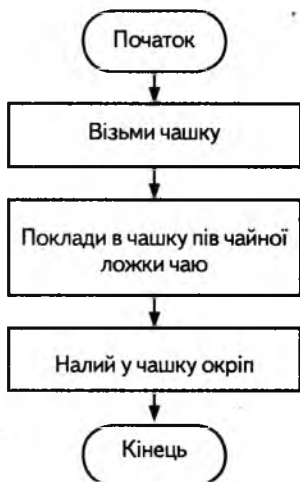 Початок
Візьми чашку
Поклади в чашку пів чайної
ложки чаю
Налий у чашку окріп
Кінець